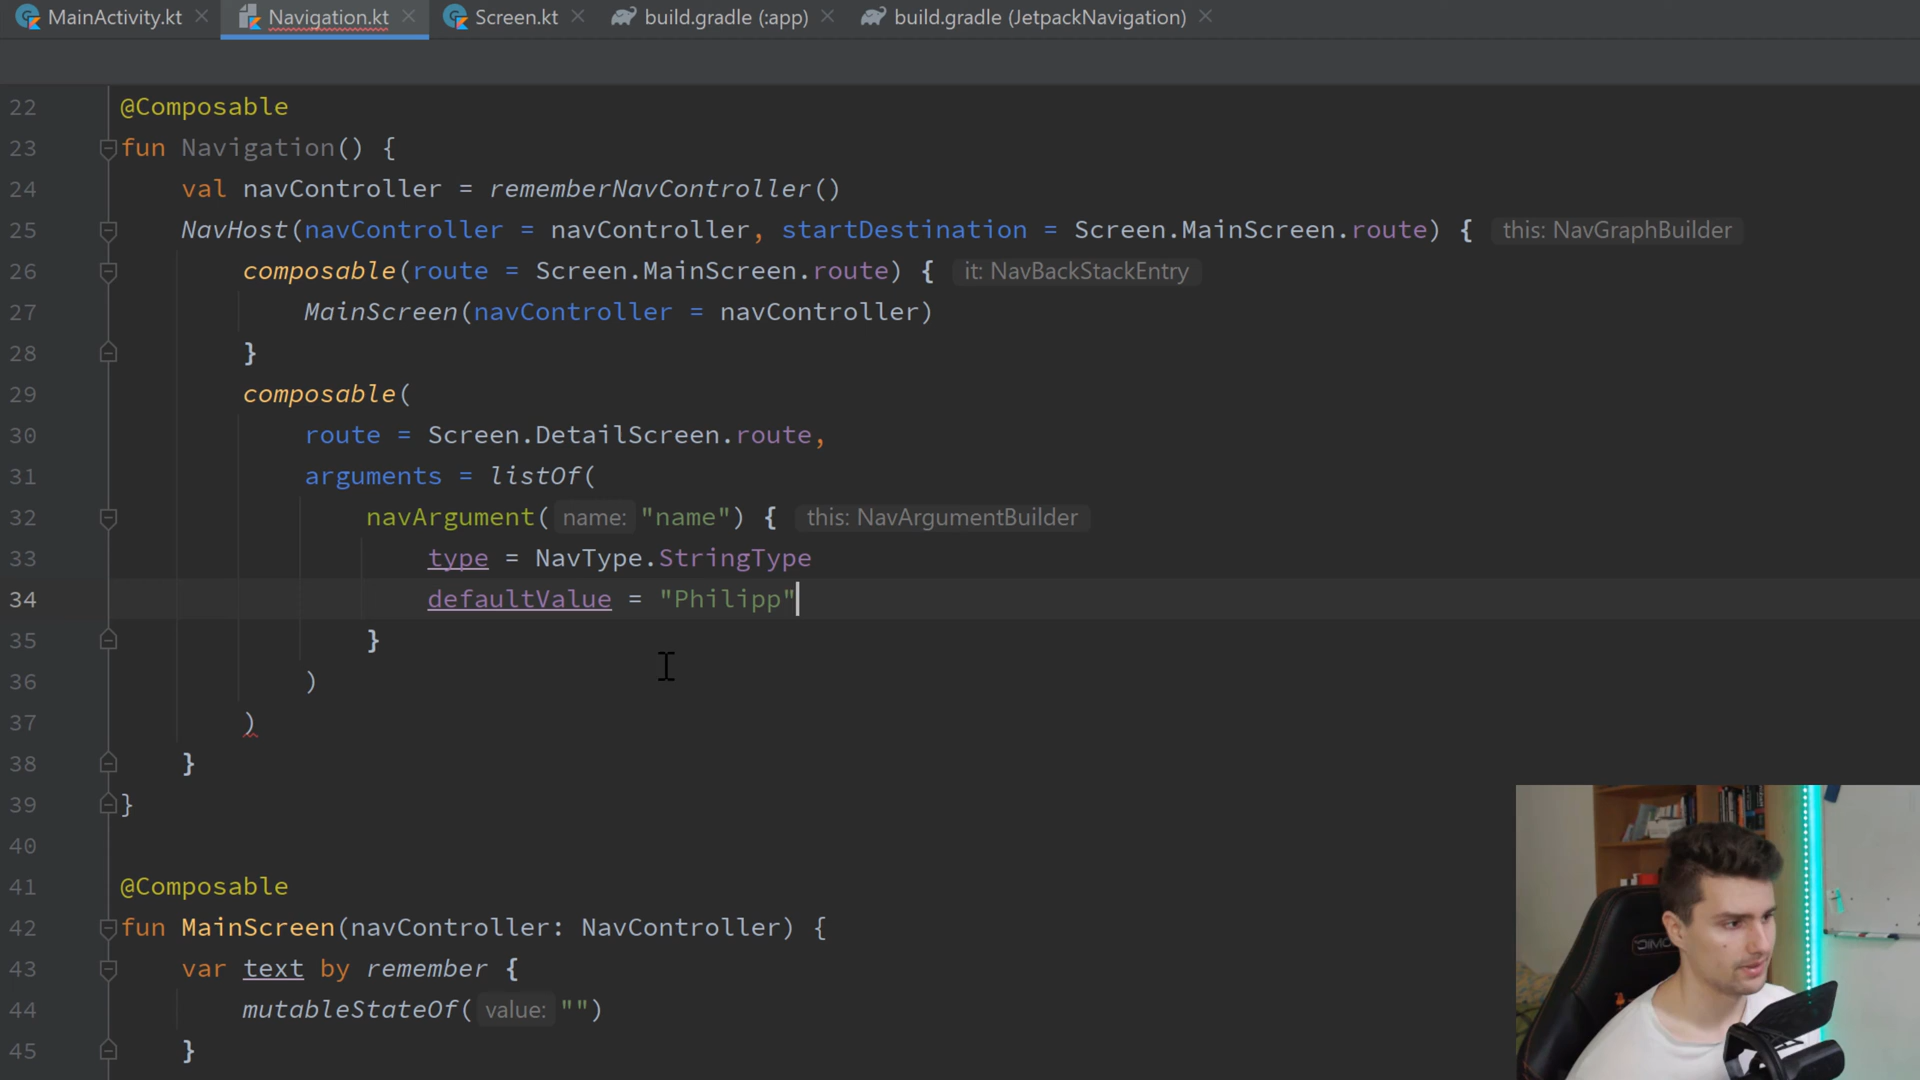 MainActivity.kt Navigation.kt Screen.kt build.gradle (:app) build.gradle (JetpackNavigation)
22 @Composable
23 fun Navigation() {
24 val navController = rememberNavController()
25 NavHost(navController = navController, startDestination = Screen.MainScreen.route) { this: NavGraphBuilder
26 composable(route = Screen.MainScreen.route) { it: NavBackStackEntry
27 MainScreen(navController = navController)
28 }
29 composable(
30 route = Screen.DetailScreen.route,
31 arguments = listOf(
32 navArgument( name: "name") { this: NavArgumentBuilder
33 type = NavType.StringType
34 defaultValue = "Philipp"
35 }
36 )
37 )
38 }
39 }
40
41 @Composable
42 fun MainScreen(navController: NavController) {
43 var text by remember {
44 mutableStateOf( value: "")
45 }